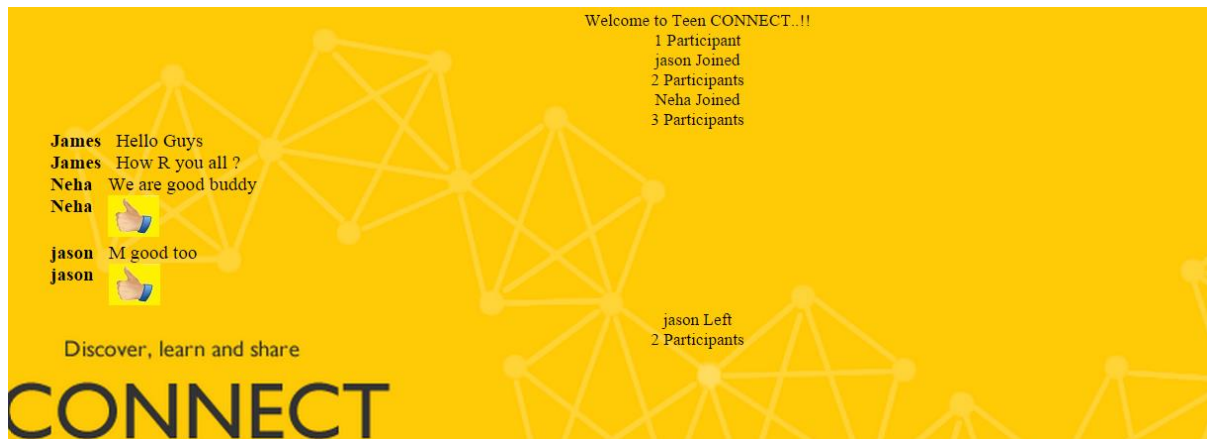 Welcome to Teen CONNECT..!!
1 Participant
jason Joined
2 Participants
Neha Joined
3 Participants
James Hello Guys
James How R you all ?
Neha We are good buddy
Neha
jason M good too
jason
jason Left
2 Participants
Discover, learn and share
CONNECT